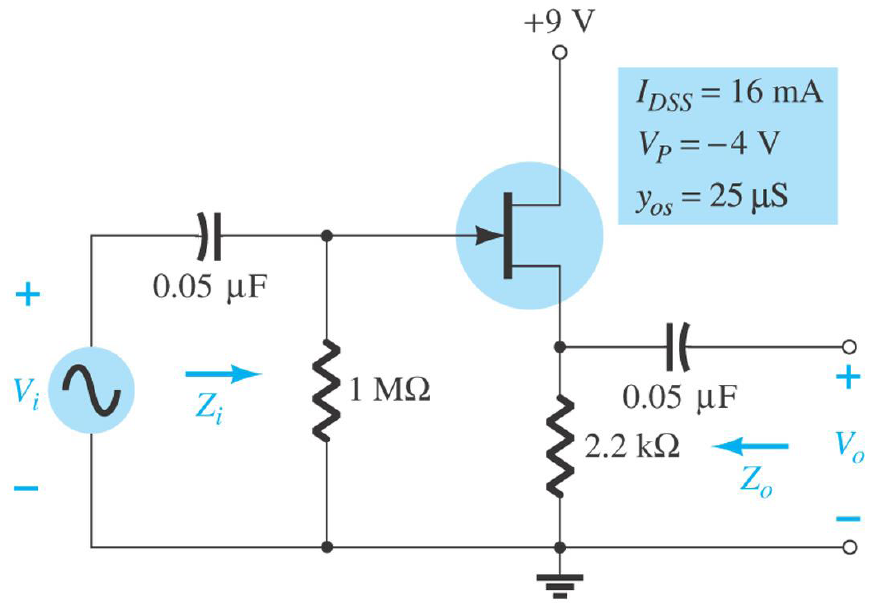 +9 V
I_DSS = 16 mA
V_P = −4 V
y_os = 25 μS
0.05 μF
+
V_i
−
Z_i
1 MΩ
0.05 μF
2.2 kΩ
Z_o
+
V_o
−